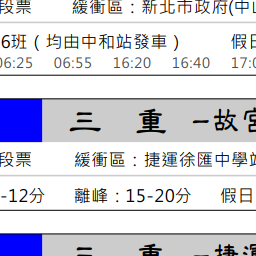 段票 緩衝區：新北市政府(中山
6班（均由中和站發車） 假日
06:25 06:55 16:20 16:40 17:0
三 重 －故宮
段票 緩衝區：捷運徐匯中學站
-12分 離峰：15-20分 假日
三 重 －捷運